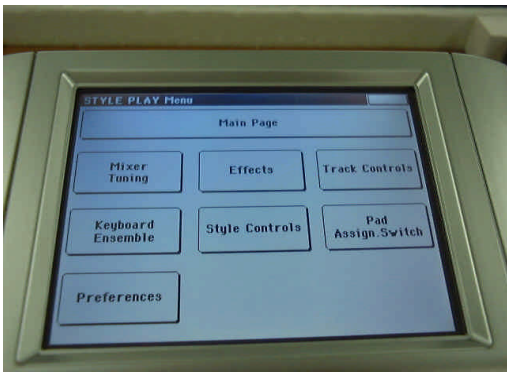 STYLE PLAY Menu
Main Page
Mixer
Tuning
Effects
Track Controls
Keyboard
Ensemble
Style Controls
Pad
Assign.Switch
Preferences